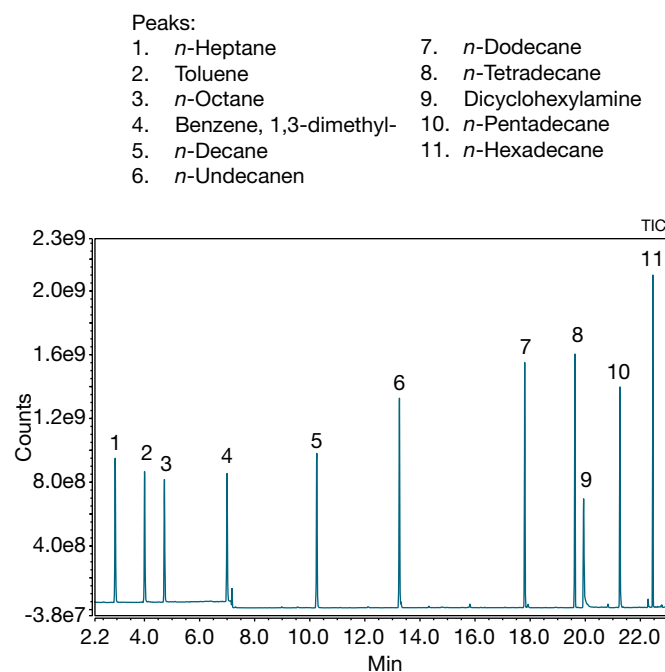 Peaks:
1. n-Heptane
2. Toluene
3. n-Octane
4. Benzene, 1,3-dimethyl-
5. n-Decane
6. n-Undecanen
7. n-Dodecane
8. n-Tetradecane
9. Dicyclohexylamine
10. n-Pentadecane
11. n-Hexadecane
TIC
2.3e9
2.0e9
1.6e9
1.2e9
8.0e8
4.0e8
-3.8e7
Counts
1
2
3
4
5
6
7
8
9
10
11
2.2 4.0 6.0 8.0 10.0 12.0 14.0 16.0 18.0 20.0 22.0
Min